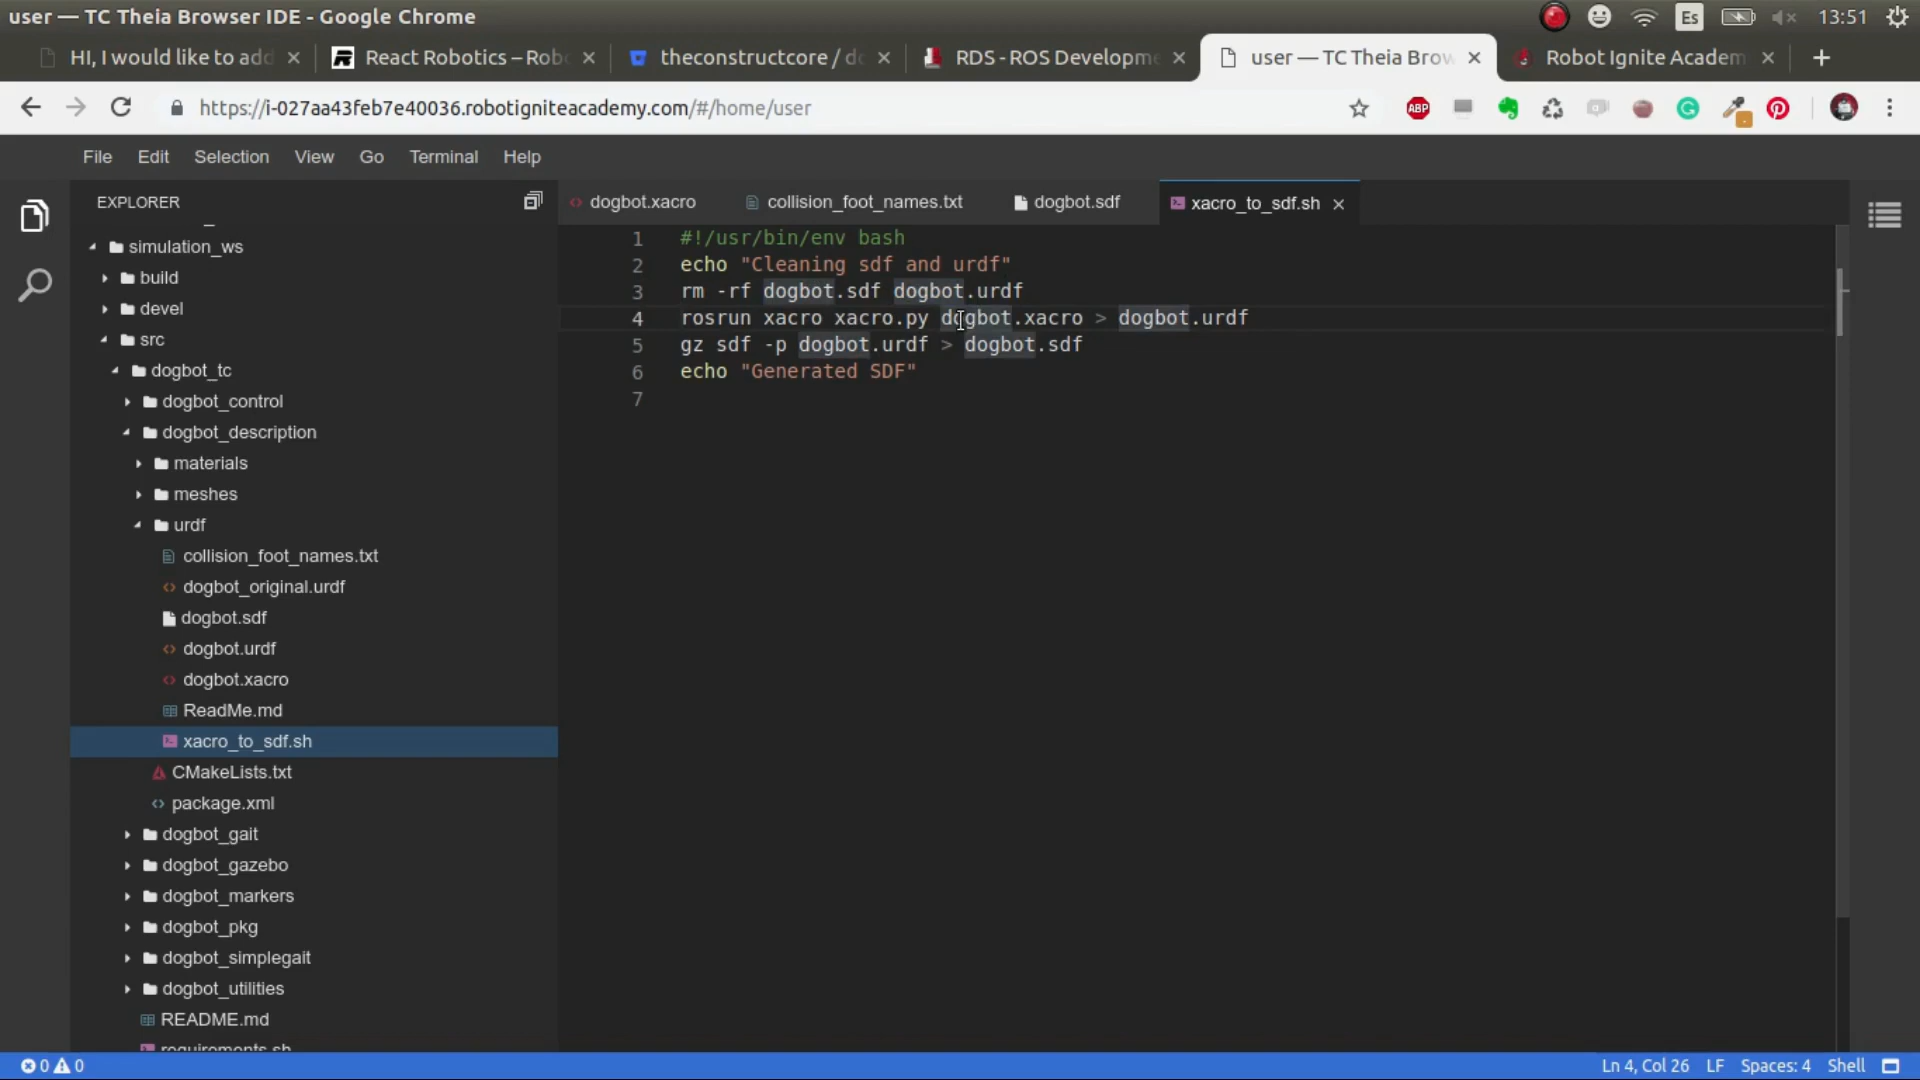 user — TC Theia Browser IDE - Google Chrome
Es
13:51
HI, I would like to add
React Robotics – Rob
theconstructcore / do
RDS - ROS Developme
user — TC Theia Brow
Robot Ignite Academ
https://i-027aa43feb7e40036.robotigniteacademy.com/#/home/user
ABP
File Edit Selection View Go Terminal Help
EXPLORER
dogbot.xacro
collision_foot_names.txt
dogbot.sdf
xacro_to_sdf.sh
simulation_ws
build
devel
src
dogbot_tc
dogbot_control
dogbot_description
materials
meshes
urdf
collision_foot_names.txt
dogbot_original.urdf
dogbot.sdf
dogbot.urdf
dogbot.xacro
ReadMe.md
xacro_to_sdf.sh
CMakeLists.txt
package.xml
dogbot_gait
dogbot_gazebo
dogbot_markers
dogbot_pkg
dogbot_simplegait
dogbot_utilities
README.md
requirements.sh
1 #!/usr/bin/env bash
2 echo "Cleaning sdf and urdf"
3 rm -rf dogbot.sdf dogbot.urdf
4 rosrun xacro xacro.py dogbot.xacro > dogbot.urdf
5 gz sdf -p dogbot.urdf > dogbot.sdf
6 echo "Generated SDF"
7
0 0
Ln 4, Col 26 LF Spaces: 4 Shell